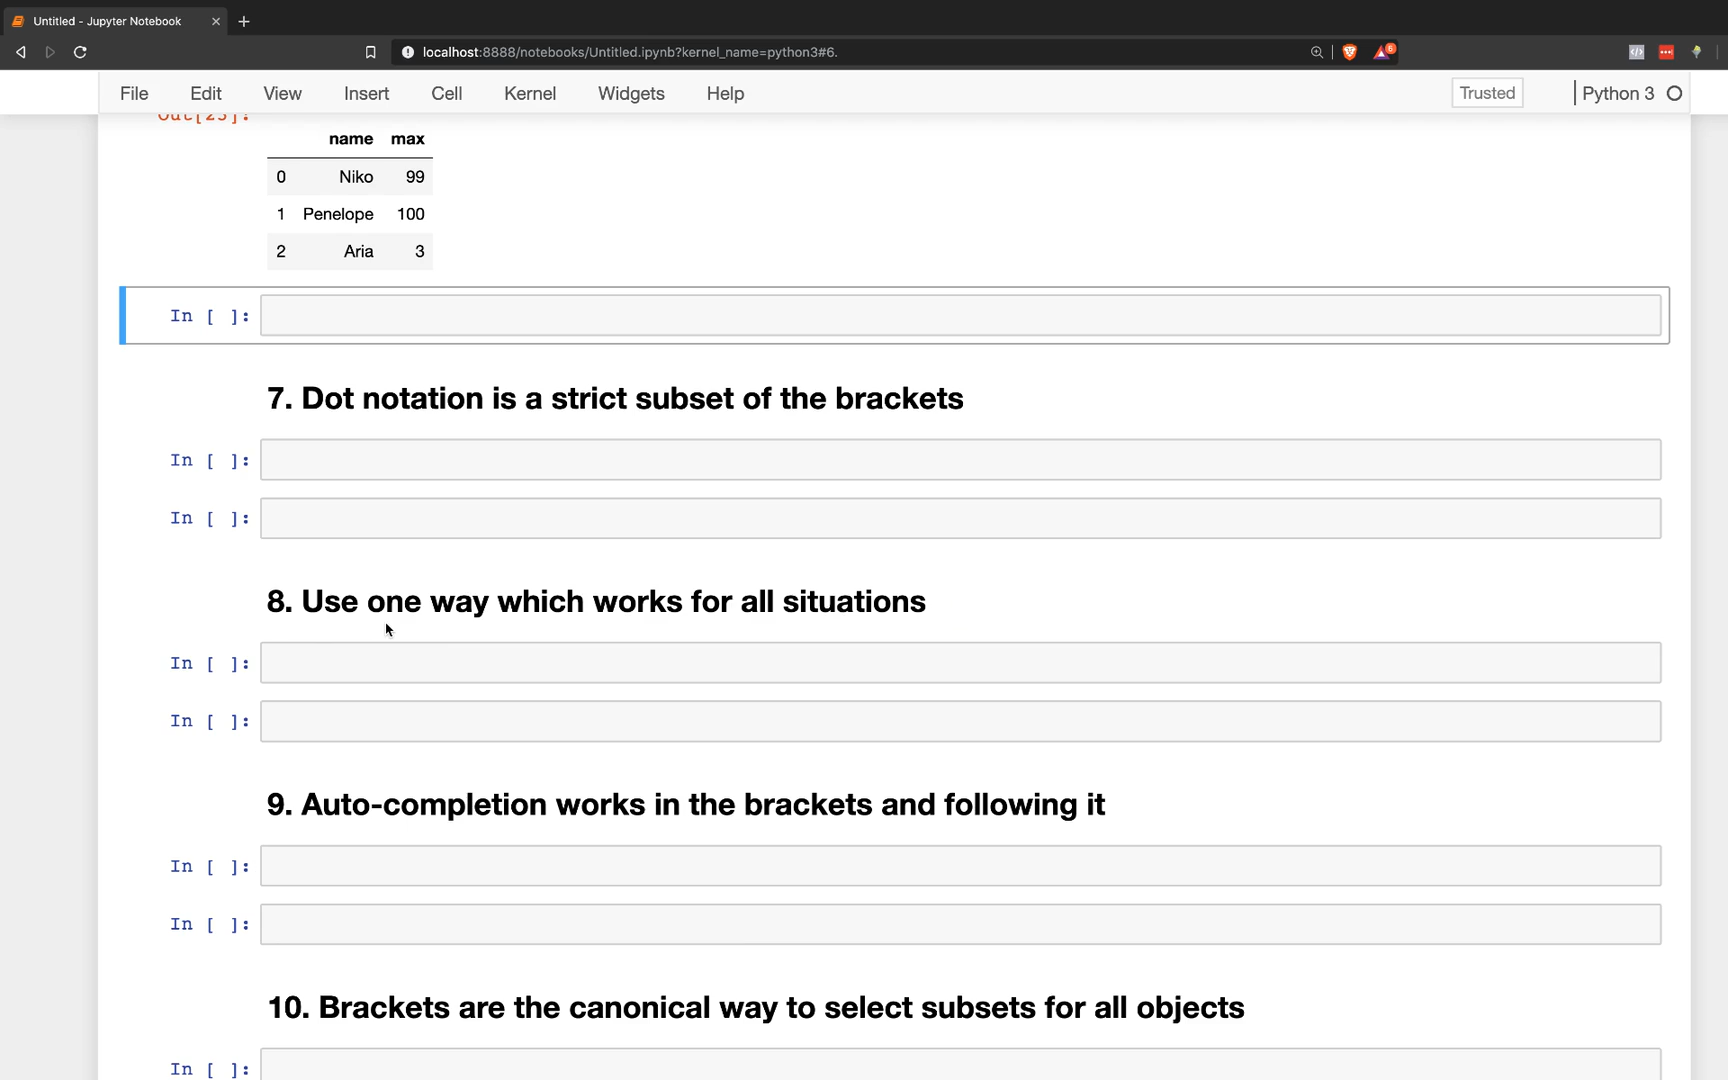 Untitled - Jupyter Notebook
localhost:8888/notebooks/Untitled.ipynb?kernel_name=python3#6.
6
File Edit View Insert Cell Kernel Widgets Help Trusted Python 3
Out[25]:
name max
0 Niko 99
1 Penelope 100
2 Aria 3
In [ ]:
7. Dot notation is a strict subset of the brackets
In [ ]:
In [ ]:
8. Use one way which works for all situations
In [ ]:
In [ ]:
9. Auto-completion works in the brackets and following it
In [ ]:
In [ ]:
10. Brackets are the canonical way to select subsets for all objects
In [ ]: